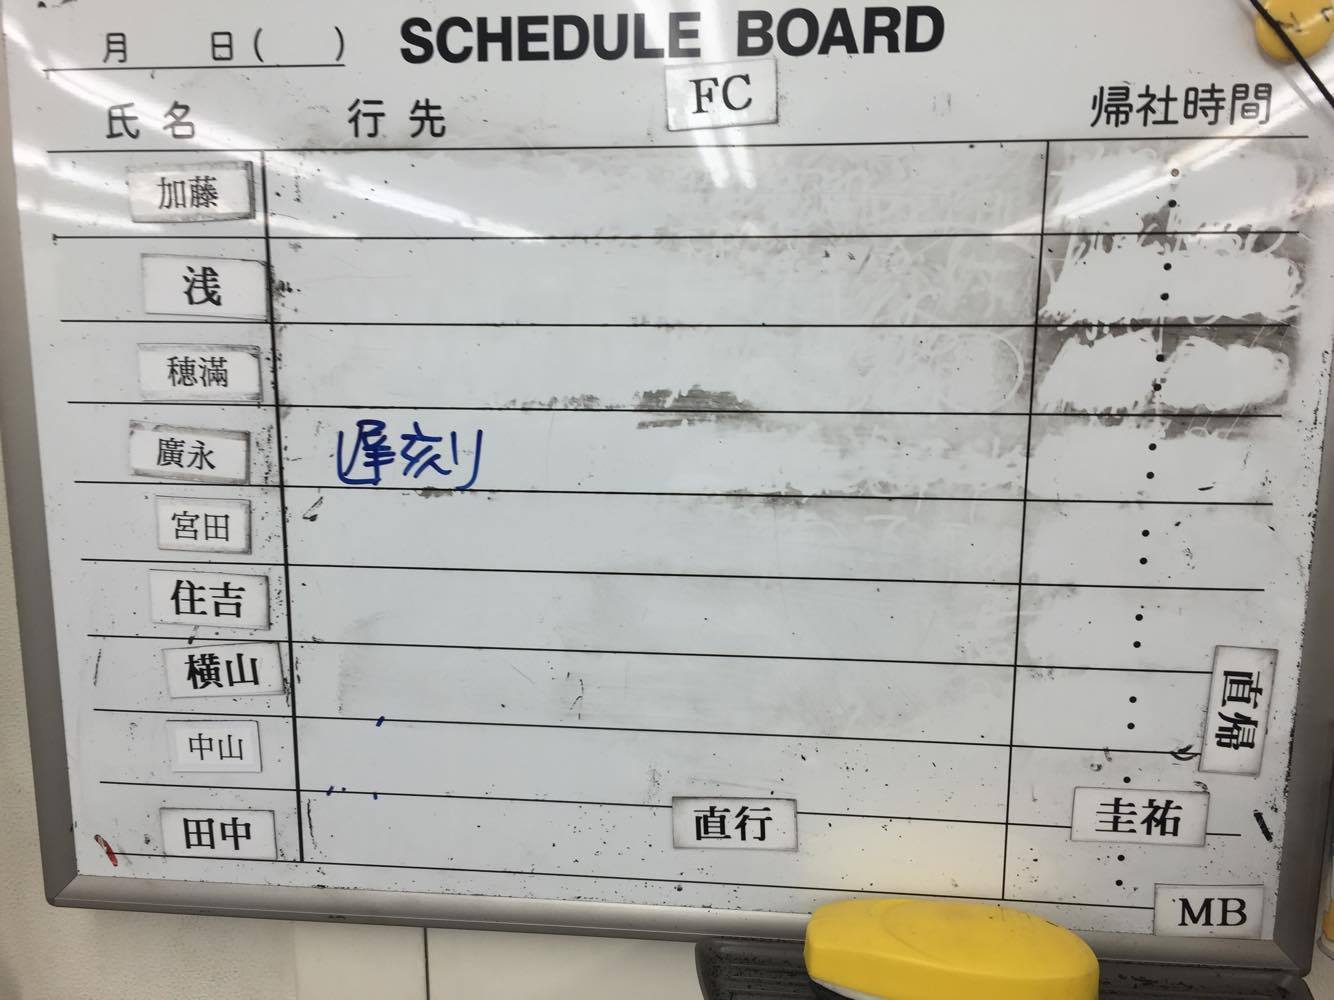 月 日( ) SCHEDULE BOARD
氏名 行先 FC 帰社時間
加藤
浅
穂満
廣永 遅刻
宮田
住吉
横山
直帰
中山
田中 直行 圭祐
MB